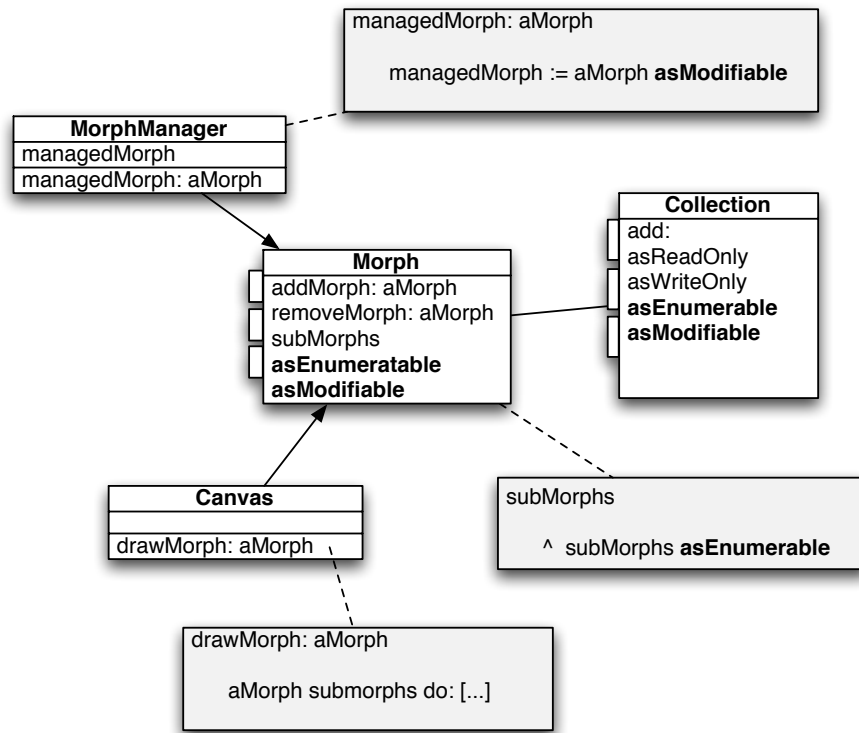 managedMorph: aMorph
managedMorph := aMorph asModifiable
MorphManager
managedMorph
managedMorph: aMorph
Collection
add:
asReadOnly
asWriteOnly
asEnumerable
asModifiable
Morph
addMorph: aMorph
removeMorph: aMorph
subMorphs
asEnumeratable
asModifiable
Canvas
drawMorph: aMorph
subMorphs
^ subMorphs asEnumerable
drawMorph: aMorph
aMorph submorphs do: [...]